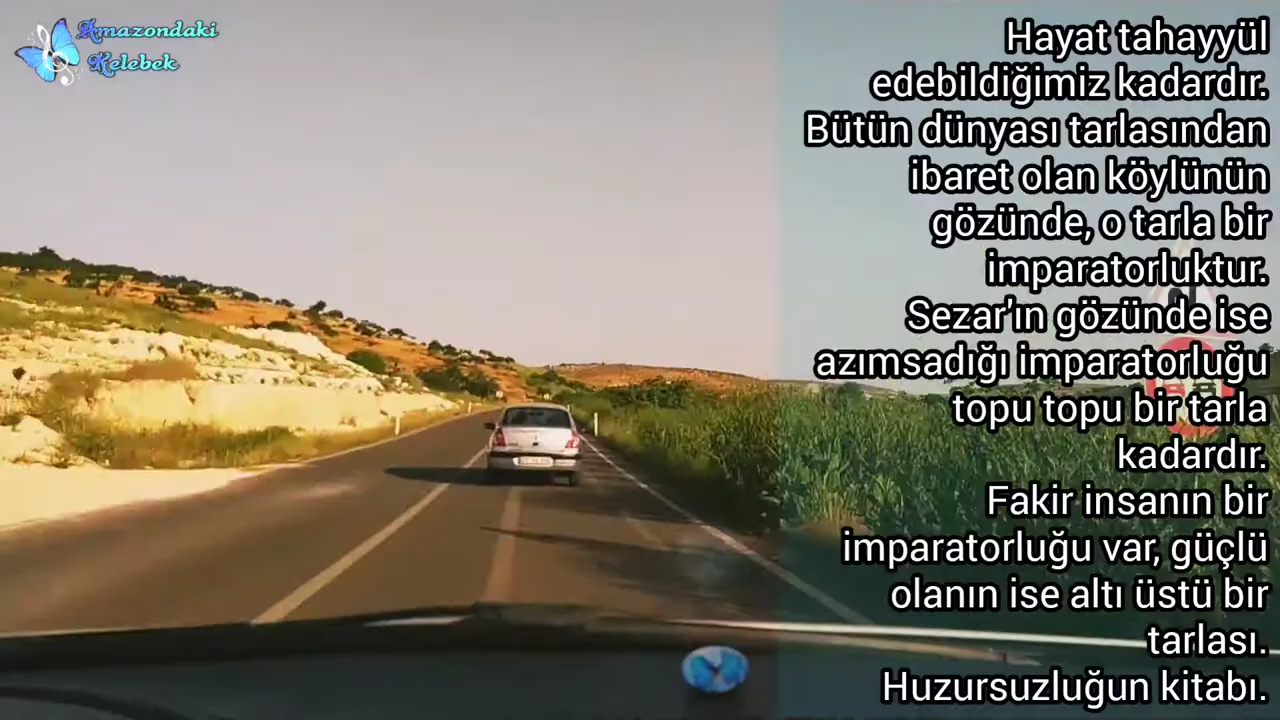 Amazondaki
Kelebek
Hayat tahayyül
edebildiğimiz kadardır.
Bütün dünyası tarlasından
ibaret olan köylünün
gözünde, o tarla bir
imparatorluktur.
Sezar'ın gözünde ise
azımsadığı imparatorluğu
topu topu bir tarla
kadardır.
Fakir insanın bir
imparatorluğu var, güçlü
olanın ise altı üstü bir
tarlası.
Huzursuzluğun kitabı.